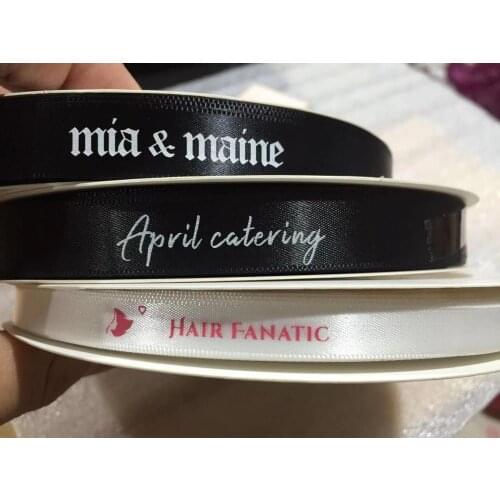 mia & maine
April catering
HAIR FANATIC